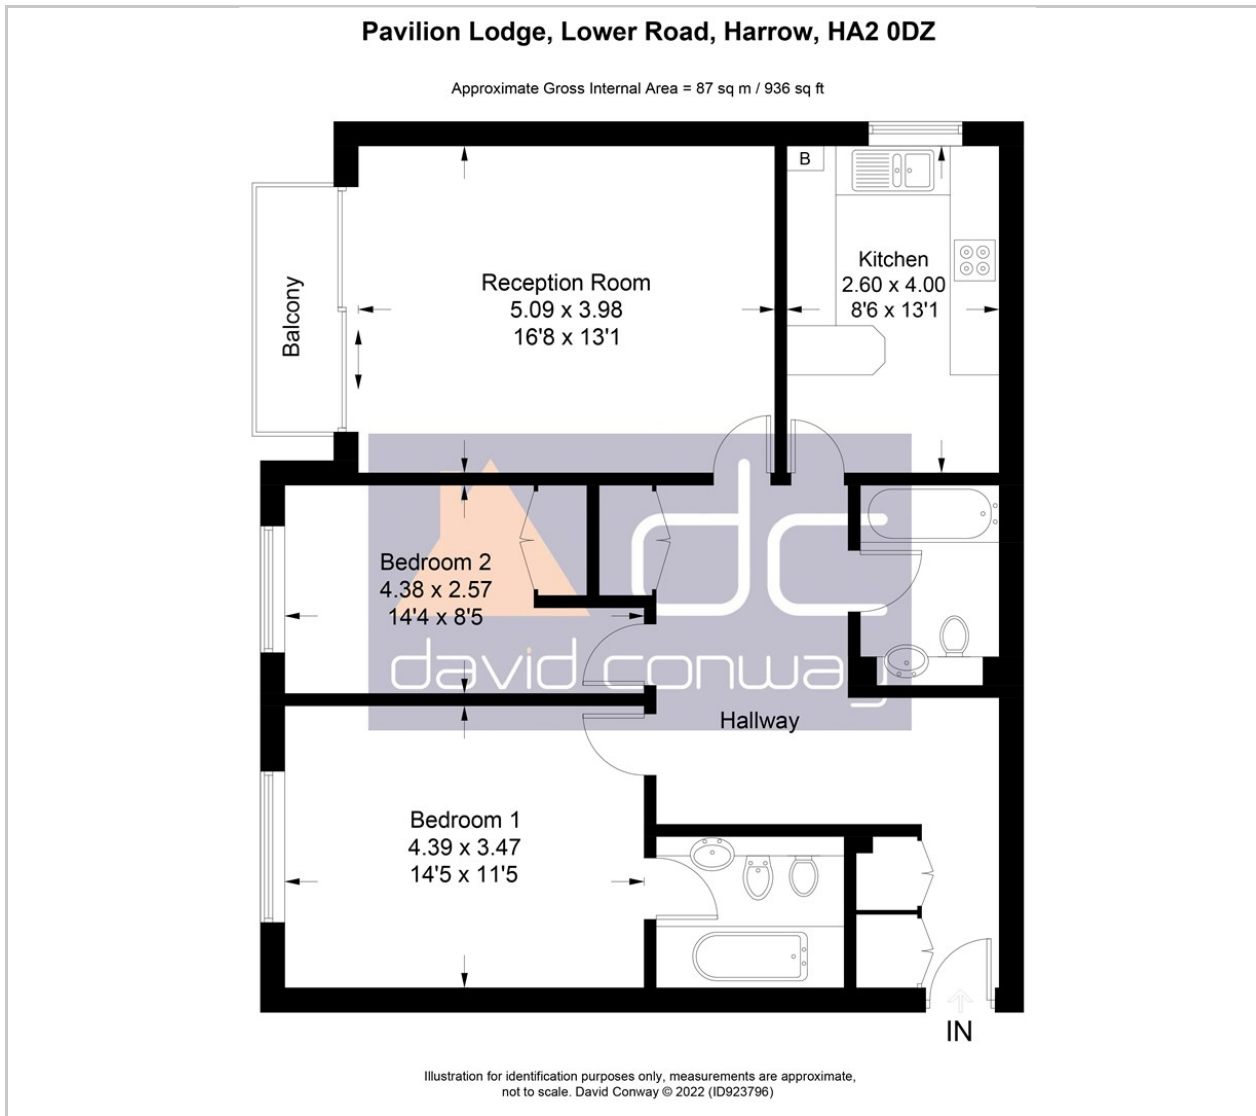 Pavilion Lodge, Lower Road, Harrow, HA2 0DZ
Approximate Gross Internal Area = 87 sq m / 936 sq ft
B
Balcony
Reception Room
5.09 x 3.98
16'8 x 13'1
Kitchen
2.60 x 4.00
8'6 x 13'1
dc
Bedroom 2
4.38 x 2.57
14'4 x 8'5
david conway
Hallway
Bedroom 1
4.39 x 3.47
14'5 x 11'5
IN
Illustration for identification purposes only, measurements are approximate,
not to scale. David Conway © 2022 (ID923796)